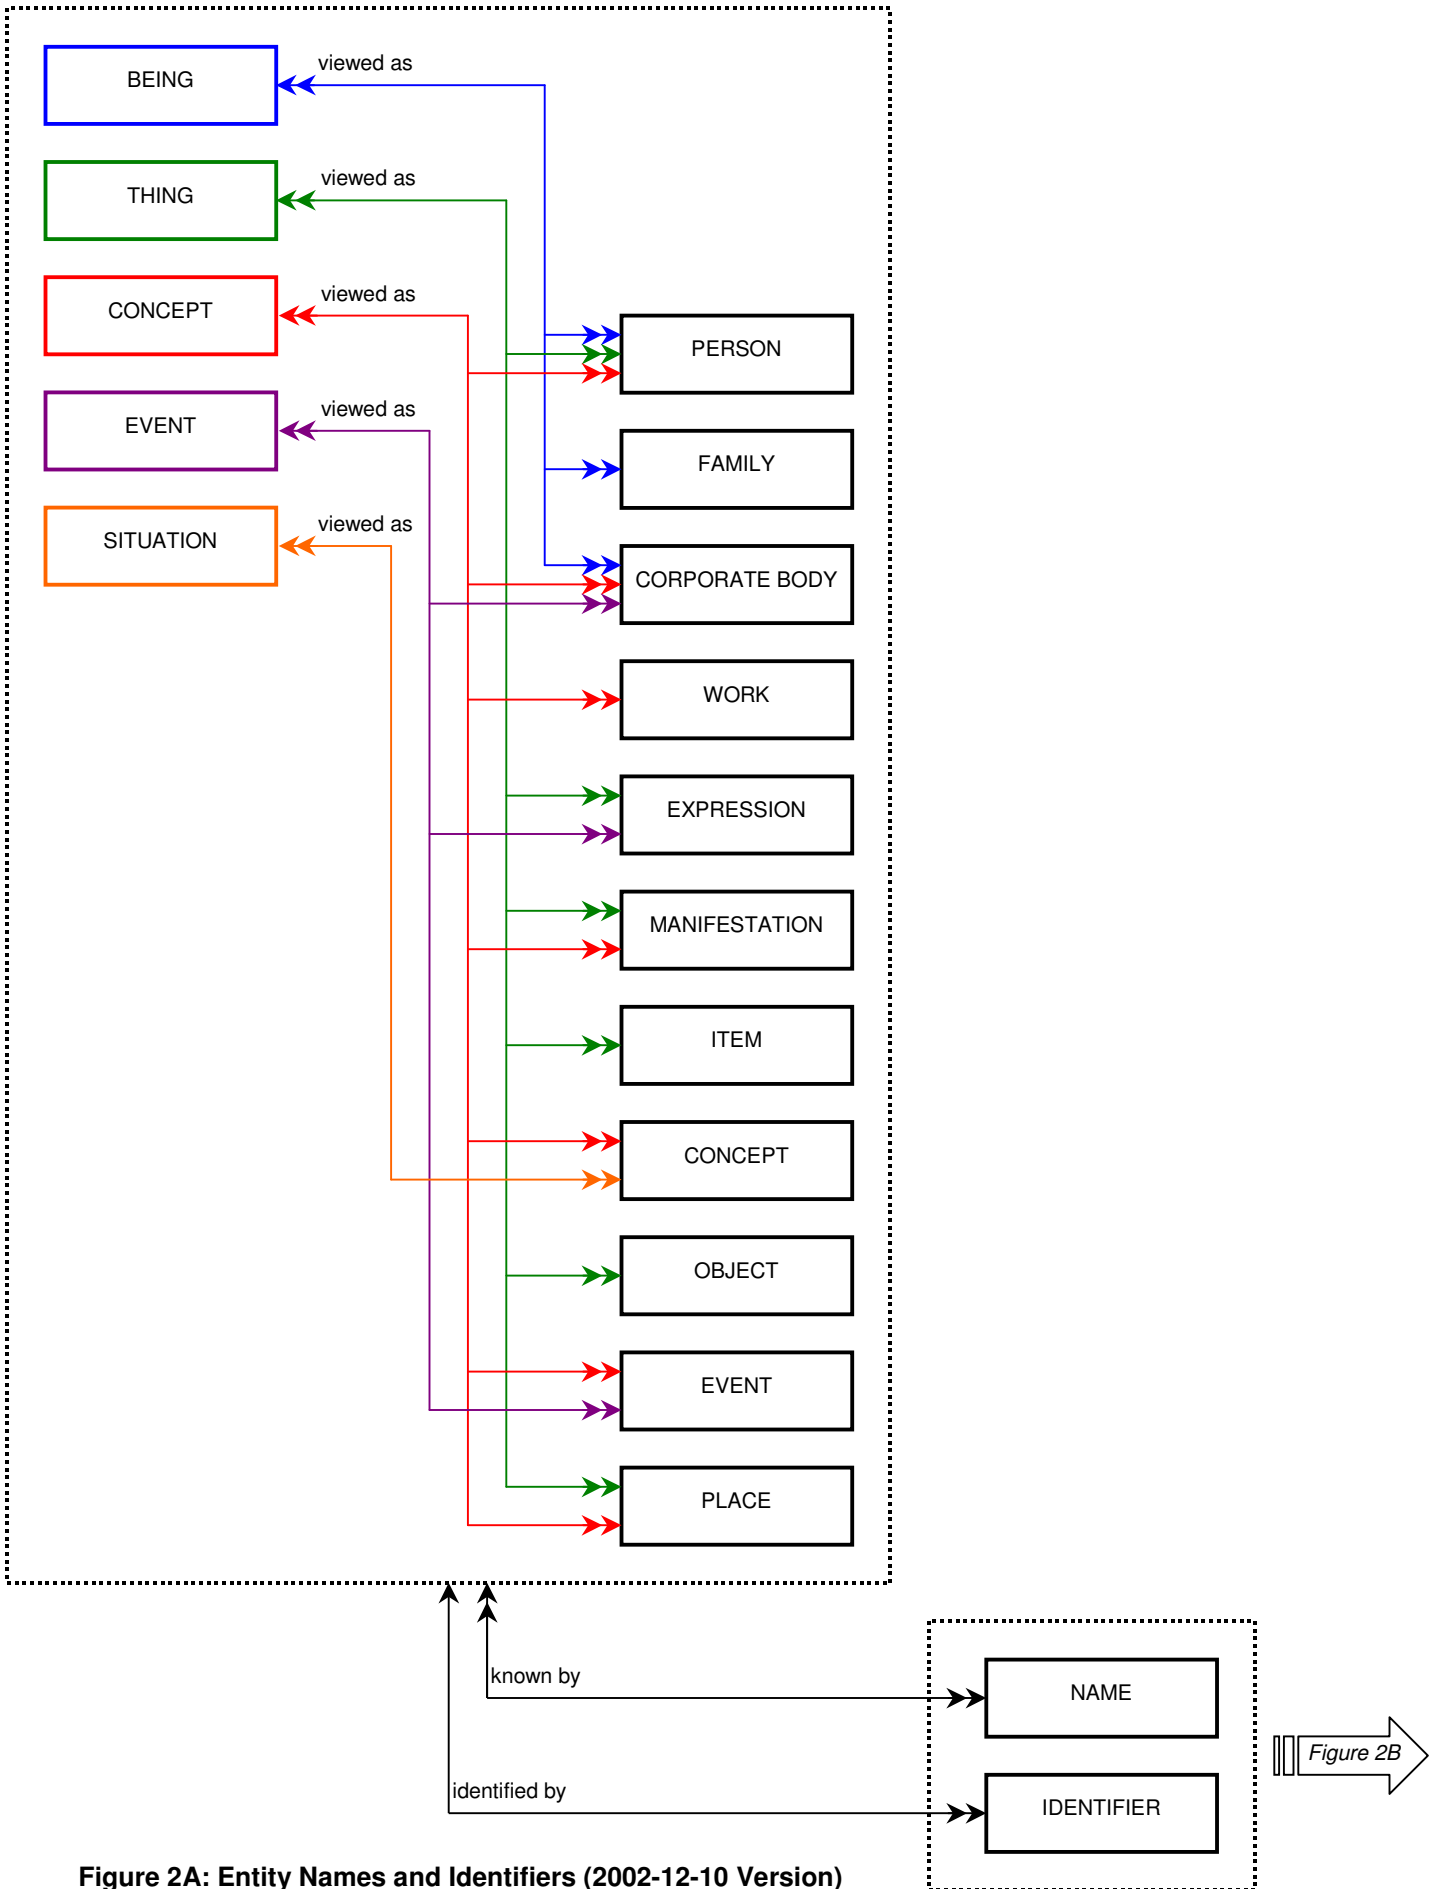 BEING
viewed as
THING
viewed as
CONCEPT
viewed as
PERSON
EVENT
viewed as
FAMILY
SITUATION
viewed as
CORPORATE BODY
WORK
EXPRESSION
MANIFESTATION
ITEM
CONCEPT
OBJECT
EVENT
PLACE
known by
NAME
Figure 2B
identified by
IDENTIFIER
Figure 2A: Entity Names and Identifiers (2002-12-10 Version)